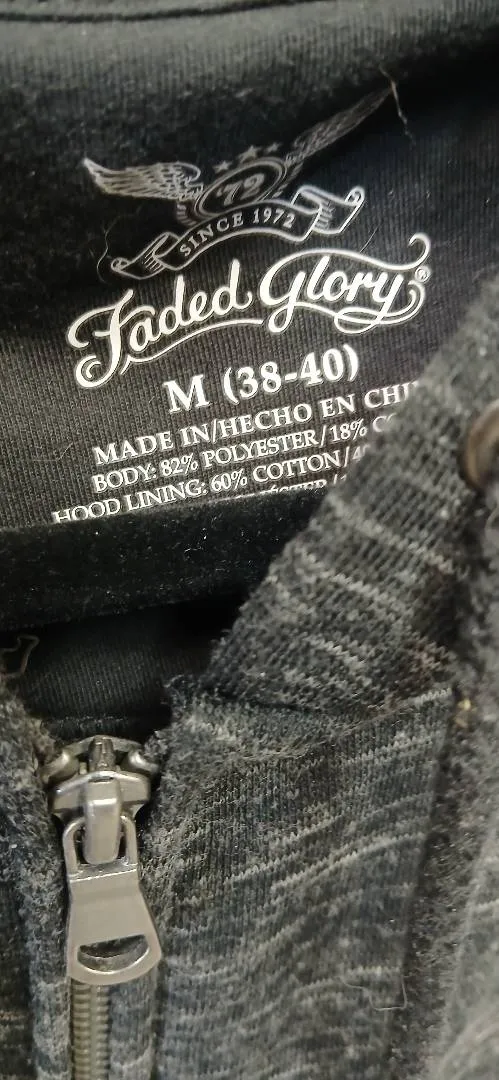 '72
SINCE 1972
Faded Glory®
M (38-40)
MADE IN/HECHO EN
BODY: 82% POLYESTER/18%
HOOD LINING: 60% COTTON/